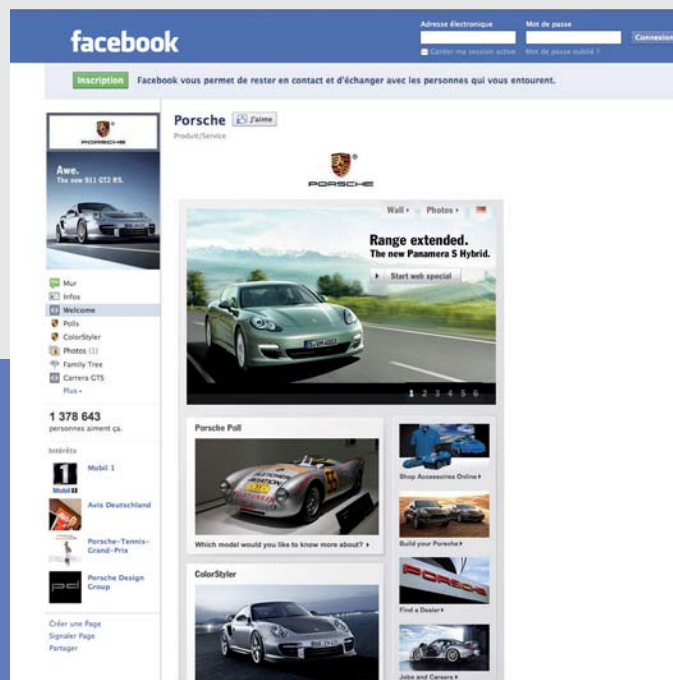 Adresse électronique
Mot de passe
facebook
Connexion
Garder ma session active
Mot de passe oublié ?
Inscription
Facebook vous permet de rester en contact et d'échanger avec les personnes qui vous entourent.
PORSCHE
Awe.
The new 911 GT2 RS.
Mur
Infos
Welcome
Polls
ColorStyler
Photos (1)
Family Tree
Carrera GTS
Plus
1 378 643
personnes aiment ça.
Intérêts
Mobil 1
Avis Deutschland
Porsche-Tennis-
Grand-Prix
Porsche Design
Group
Créer une Page
Signaler Page
Partager
Porsche
J'aime
Produit/Service
PORSCHE
Wall
Photos
Range extended.
The new Panamera S Hybrid.
Start web special
1 2 3 4 5 6
Porsche Poll
FLETCHER
AVIATION
55
Which model would you like to know more about?
ColorStyler
Shop Accessoires Online
Build your Porsche
PORSCHE
Find a Dealer
Jobs and Careers